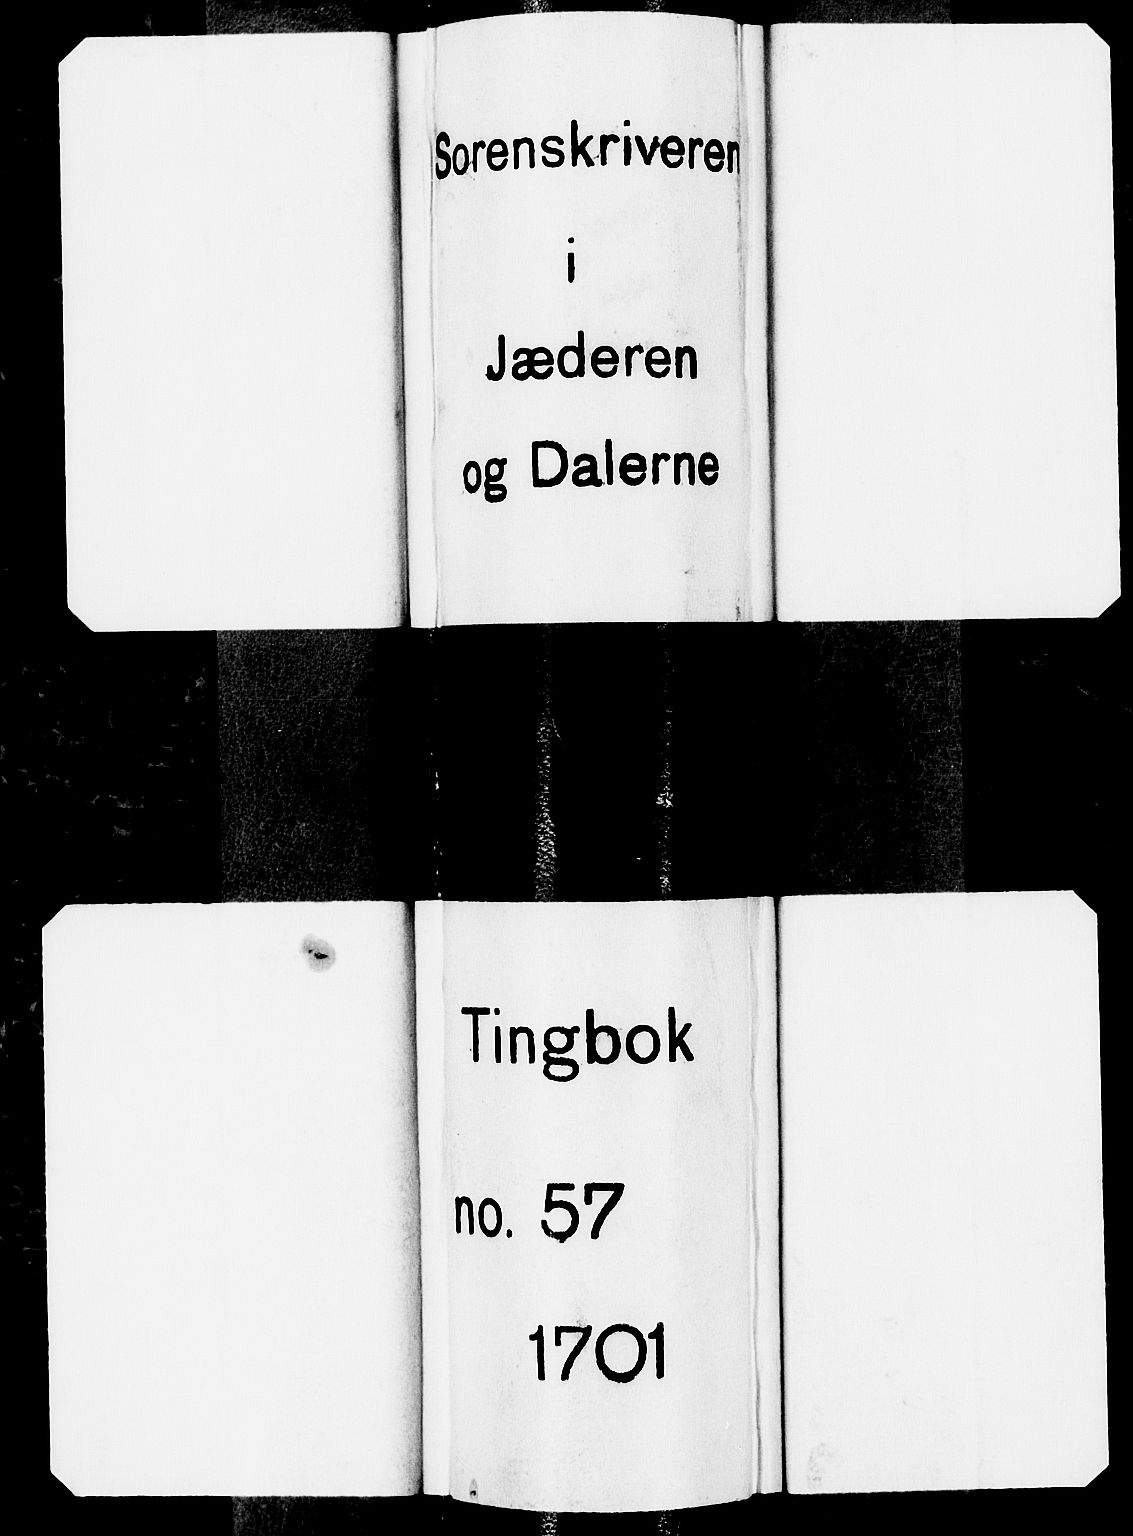 Sorenskriveren
i
Jæderen
og Dalerne
Tingbok
no. 57
1701